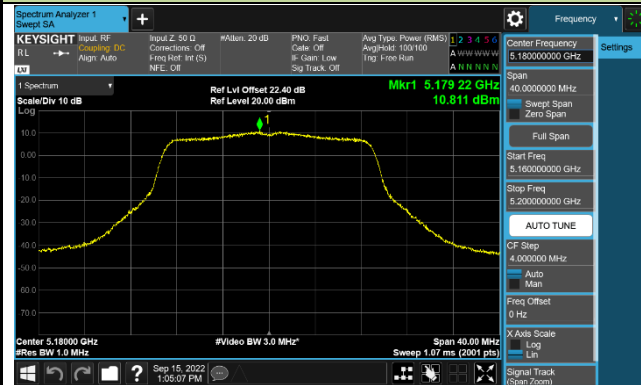 Spectrum Analyzer 1
Swept SA
+
Frequency
KEYSIGHT
RL
LXI
Input: RF
Coupling: DC
Align: Auto
Input Z: 50 Ω
Corrections: Off
Freq Ref: Int (S)
NFE: Off
#Atten: 20 dB
PNO: Fast
Gate: Off
IF Gain: Low
Sig Track: Off
Avg Type: Power (RMS)
Avg|Hold: 100/100
Trig: Free Run
1 2 3 4 5 6
A W W W W W
A N N N N N
1 Spectrum
Scale/Div 10 dB
Log
Ref Lvl Offset 22.40 dB
Ref Level 20.00 dBm
Mkr1 5.179 22 GHz
10.811 dBm
1
10.0
0.00
-10.0
-20.0
-30.0
-40.0
-50.0
-60.0
-70.0
Center 5.18000 GHz
#Res BW 1.0 MHz
#Video BW 3.0 MHz*
Span 40.00 MHz
Sweep 1.07 ms (2001 pts)
Sep 15, 2022
1:05:07 PM
?
Center Frequency
5.180000000 GHz
Span
40.0000000 MHz
Swept Span
Zero Span
Full Span
Start Freq
5.160000000 GHz
Stop Freq
5.200000000 GHz
AUTO TUNE
CF Step
4.000000 MHz
Auto
Man
Freq Offset
0 Hz
X Axis Scale
Log
Lin
Signal Track
(Span Zoom)
Settings